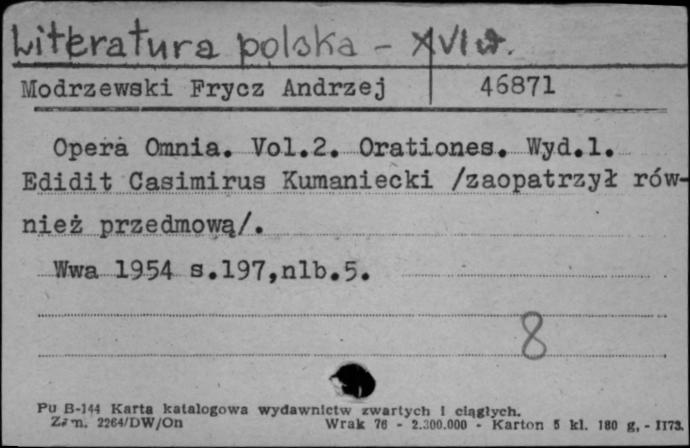 Literatura polska - XVI w.
Modrzewski Frycz Andrzej 46871
Opera Omnia. Vol.2. Orationes. Wyd.1.
Edidit Casimirus Kumaniecki /zaopatrzył rów-
nież przedmową/.
Wwa 1954 s.197,nlb.5.
8
Pu B-144 Karta katalogowa wydawnictw zwartych i ciągłych.
Zam. 2264/DW/On Wrak 76 - 2.300.000 - Karton 5 kl. 180 g. - 1173.